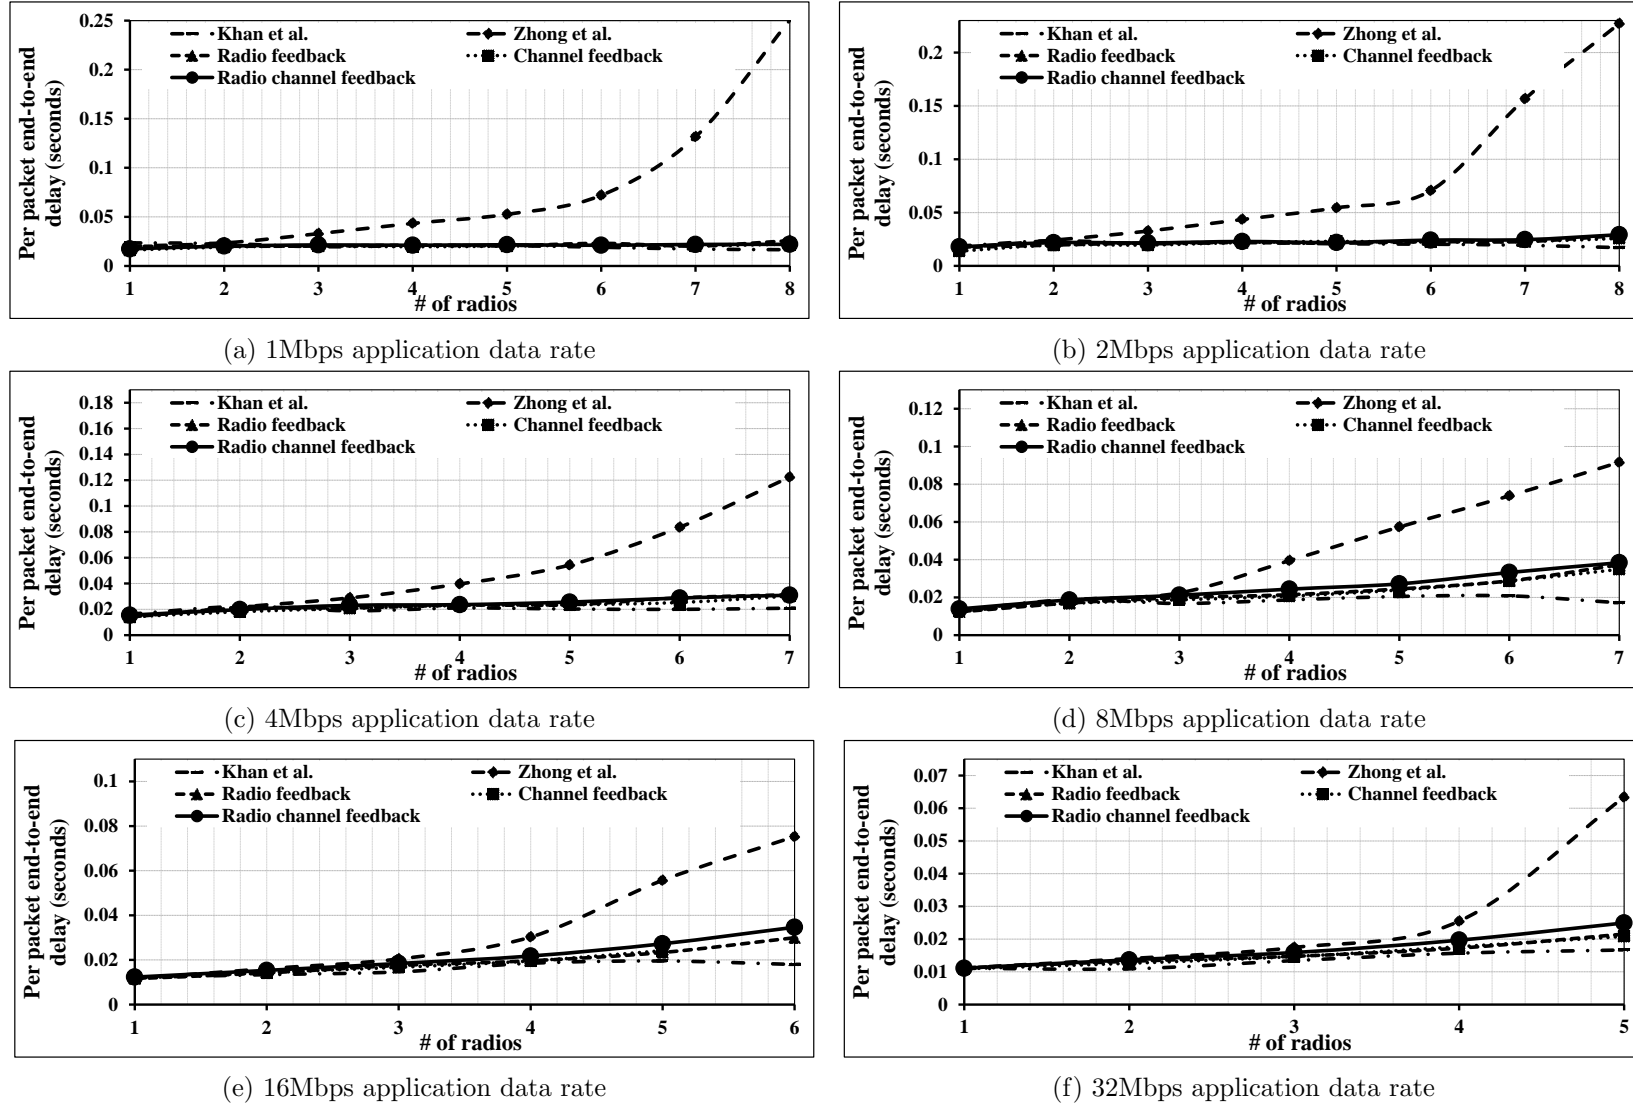 Per packet end-to-end
delay (seconds)
0.25
0.2
0.15
0.1
0.05
0
Khan et al.
Zhong et al.
Radio feedback
Channel feedback
Radio channel feedback
1 2 3 4 5 6 7 8
# of radios
(a) 1Mbps application data rate
Per packet end-to-end
delay (seconds)
0.2
0.15
0.1
0.05
0
Khan et al.
Zhong et al.
Radio feedback
Channel feedback
Radio channel feedback
1 2 3 4 5 6 7 8
# of radios
(b) 2Mbps application data rate
Per packet end-to-end
delay (seconds)
0.18
0.16
0.14
0.12
0.1
0.08
0.06
0.04
0.02
0
Khan et al.
Zhong et al.
Radio feedback
Channel feedback
Radio channel feedback
1 2 3 4 5 6 7
# of radios
(c) 4Mbps application data rate
Per packet end-to-end
delay (seconds)
0.12
0.1
0.08
0.06
0.04
0.02
0
Khan et al.
Zhong et al.
Radio feedback
Channel feedback
Radio channel feedback
1 2 3 4 5 6 7
# of radios
(d) 8Mbps application data rate
Per packet end-to-end
delay (seconds)
0.1
0.08
0.06
0.04
0.02
0
Khan et al.
Zhong et al.
Radio feedback
Channel feedback
Radio channel feedback
1 2 3 4 5 6
# of radios
(e) 16Mbps application data rate
Per packet end-to-end
delay (seconds)
0.07
0.06
0.05
0.04
0.03
0.02
0.01
0
Khan et al.
Zhong et al.
Radio feedback
Channel feedback
Radio channel feedback
1 2 3 4 5
# of radios
(f) 32Mbps application data rate